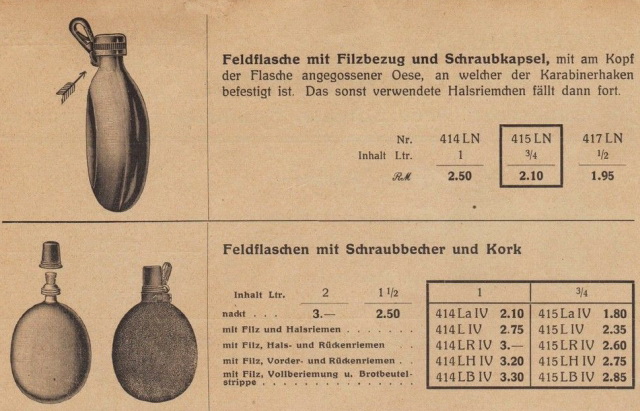 Feldflasche mit Filzbezug und Schraubkapsel, mit am Kopf
der Flasche angegossener Oese, an welcher der Karabinerhaken
befestigt ist. Das sonst verwendete Halsriemchen fällt dann fort.
Nr. 414 LN 415 LN 417 LN
Inhalt Ltr. 1 3/4 1/2
RM 2.50 2.10 1.95
Feldflaschen mit Schraubbecher und Kork
Inhalt Ltr. 2 1 1/2 1 3/4
nackt . . . 3.— 2.50 414 La IV 2.10 415 La IV 1.80
mit Filz und Halsriemen . . . . . . . 414 L IV 2.75 415 L IV 2.35
mit Filz, Hals- und Rückenriemen . 414 LR IV 3.— 415 LR IV 2.60
mit Filz, Vorder- und Rückenriemen . 414 LH IV 3.20 415 LH IV 2.75
mit Filz, Vollberiemung u. Brotbeutel-
strippe . . . . . . . . . . . . . . 414 LB IV 3.30 415 LB IV 2.85